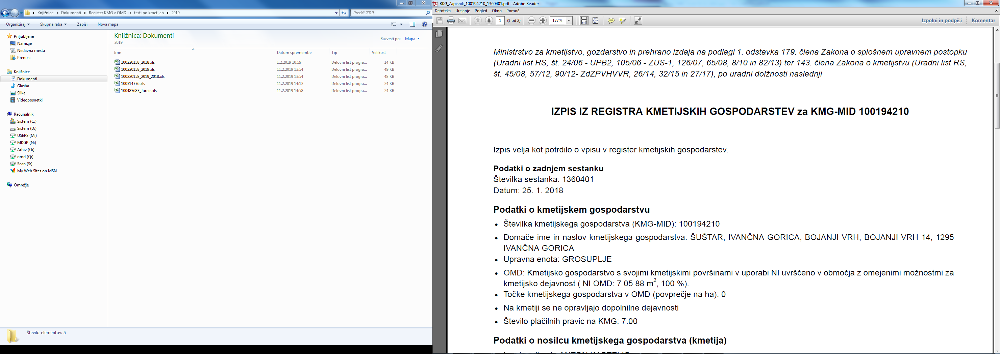 Knjižnice Dokumenti Register KMG v OMD testi po kmetijah 2019
Preišči 2019
Organiziraj Skupna raba Zapiši Nova mapa
Priljubljene
Namizje
Nedavna mesta
Prenosi
Knjižnice
Dokumenti
Glasba
Slike
Videoposnetki
Računalnik
Sistem (C:)
Sistem (D:)
USERS (M:)
MKGP (N:)
Arhiv (O:)
omd (Q:)
Scan (S:)
My Web Sites on MSN
Omrežje
Knjižnica: Dokumenti
2019
Razvrsti po: Mapa
Ime Datum spremembe Tip Velikost
100220158_2018.xls 1.2.2019 10:59 Delovni list progra... 14 KB
100220158_2019.xls 11.2.2019 13:54 Delovni list progra... 49 KB
100220158_2019_2018.xls 11.2.2019 13:54 Delovni list progra... 48 KB
100314776.xls 11.2.2019 14:12 Delovni list progra... 24 KB
100483683_Jurcic.xls 11.2.2019 14:58 Delovni list progra... 24 KB
Število elementov: 5
RKG_Zapisnik_100194210_1360401.pdf - Adobe Reader
Datoteka Urejanje Pogled Okno Pomoč
1 (1 od 2) 177% Izpolni in podpiši Komentar
Ministrstvo za kmetijstvo, gozdarstvo in prehrano izdaja na podlagi 1. odstavka 179. člena Zakona o splošnem upravnem postopku
(Uradni list RS, št. 24/06 - UPB2, 105/06 - ZUS-1, 126/07, 65/08, 8/10 in 82/13) ter 143. člena Zakona o kmetijstvu (Uradni list RS,
št. 45/08, 57/12, 90/12- ZdZPVHVVR, 26/14, 32/15 in 27/17), po uradni dolžnosti naslednji
IZPIS IZ REGISTRA KMETIJSKIH GOSPODARSTEV za KMG-MID 100194210
Izpis velja kot potrdilo o vpisu v register kmetijskih gospodarstev.
Podatki o zadnjem sestanku
Številka sestanka: 1360401
Datum: 25. 1. 2018
Podatki o kmetijskem gospodarstvu
• Številka kmetijskega gospodarstva (KMG-MID): 100194210
• Domače ime in naslov kmetijskega gospodarstva: ŠUŠTAR, IVANČNA GORICA, BOJANJI VRH, BOJANJI VRH 14, 1295
IVANČNA GORICA
• Upravna enota: GROSUPLJE
• OMD: Kmetijsko gospodarstvo s svojimi kmetijskimi površinami v uporabi NI uvrščeno v območja z omejenimi možnostmi za
kmetijsko dejavnost ( NI OMD: 7 05 88 m², 100 %).
• Točke kmetijskega gospodarstva v OMD (povprečje na ha): 0
• Na kmetiji se ne opravljajo dopolnilne dejavnosti
• Število plačilnih pravic na KMG: 7.00
Podatki o nosilcu kmetijskega gospodarstva (kmetija)